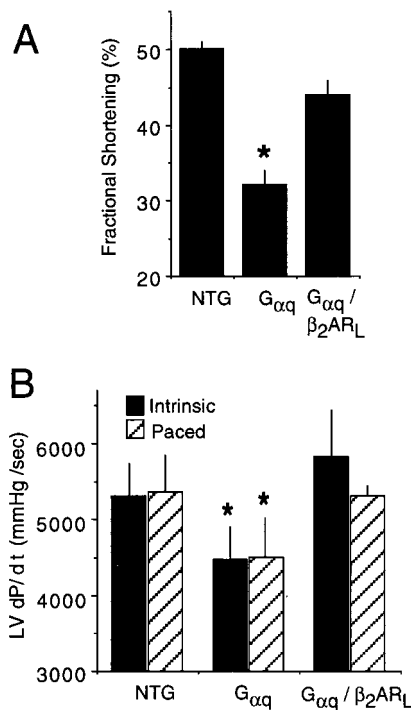 A
Fractional Shortening (%)
50
40
30
20
*
NTG Gαq Gαq /
β2ARL
B
Intrinsic
Paced
LV dP/dt (mmHg/sec)
6000
5000
4000
3000
* *
NTG Gαq Gαq / β2ARL